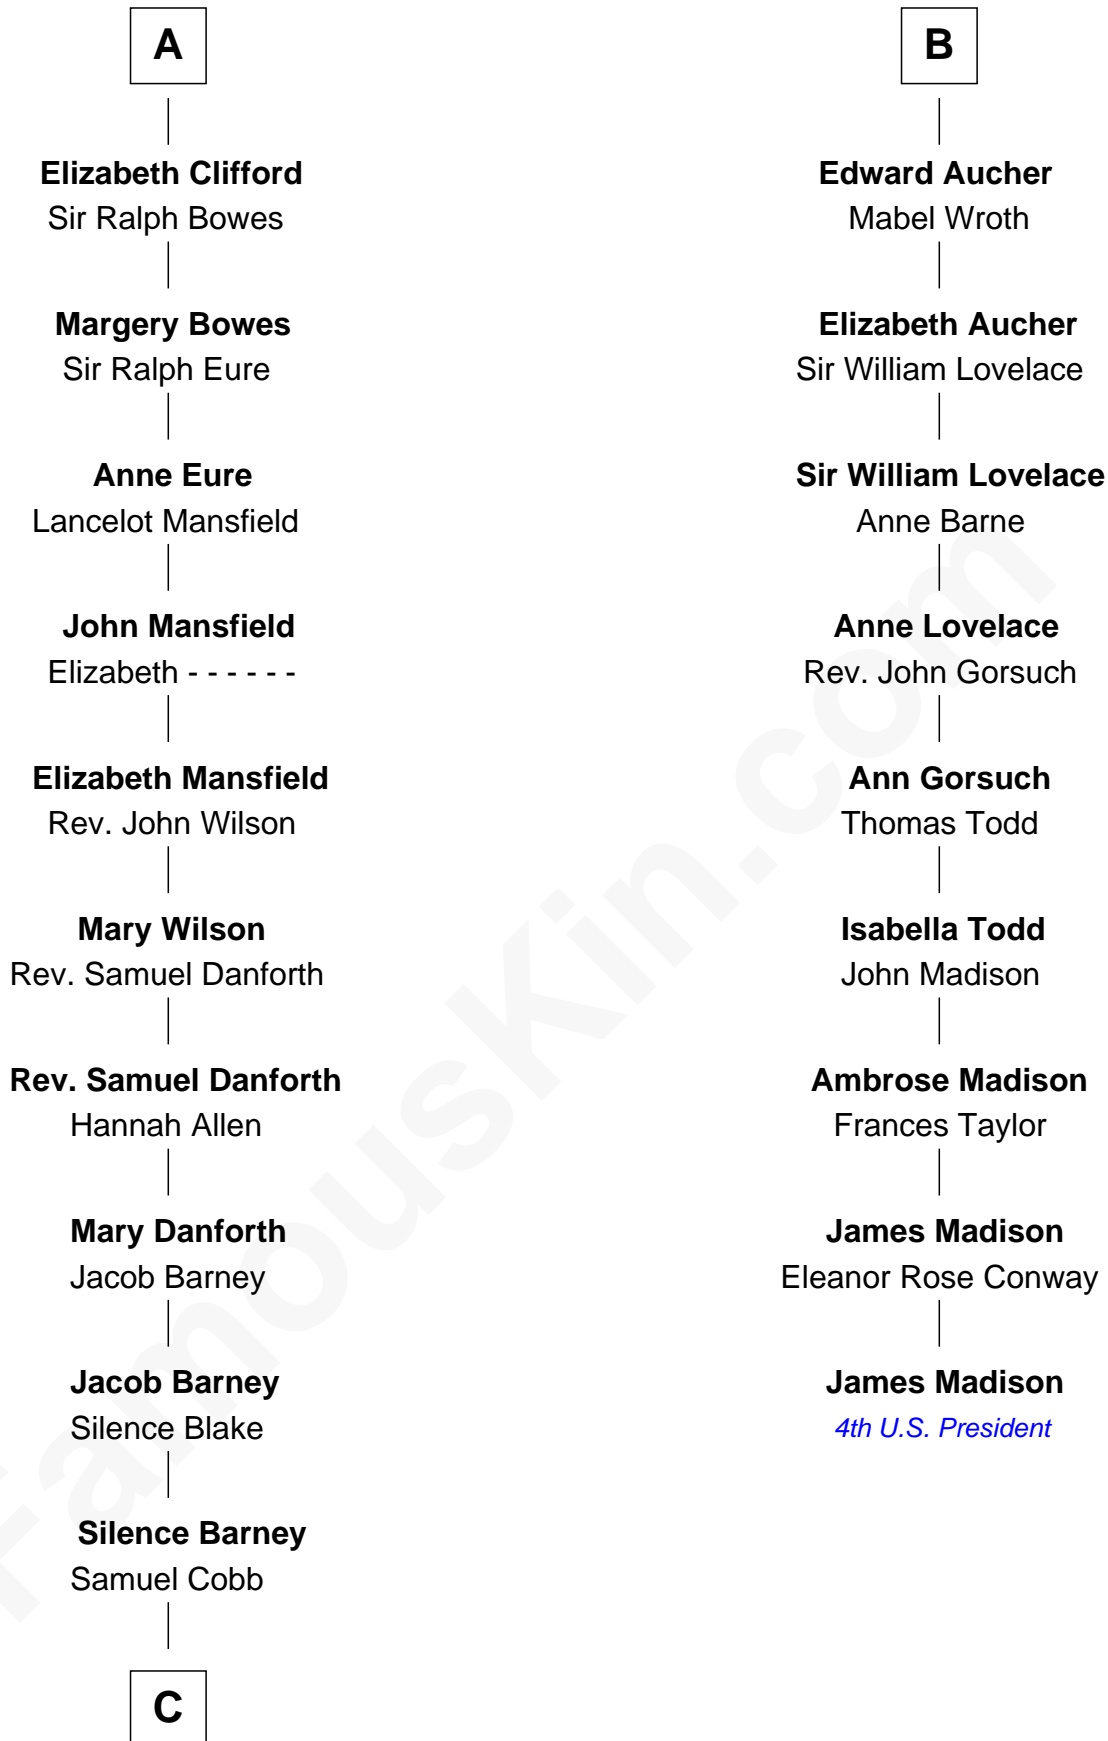 A
Elizabeth Clifford
Sir Ralph Bowes
Margery Bowes
Sir Ralph Eure
Anne Eure
Lancelot Mansfield
John Mansfield
Elizabeth - - - - - -
Elizabeth Mansfield
Rev. John Wilson
Mary Wilson
Rev. Samuel Danforth
Rev. Samuel Danforth
Hannah Allen
Mary Danforth
Jacob Barney
Jacob Barney
Silence Blake
Silence Barney
Samuel Cobb
C
B
Edward Aucher
Mabel Wroth
Elizabeth Aucher
Sir William Lovelace
Sir William Lovelace
Anne Barne
Anne Lovelace
Rev. John Gorsuch
Ann Gorsuch
Thomas Todd
Isabella Todd
John Madison
Ambrose Madison
Frances Taylor
James Madison
Eleanor Rose Conway
James Madison
4th U.S. President
FamousKin.com